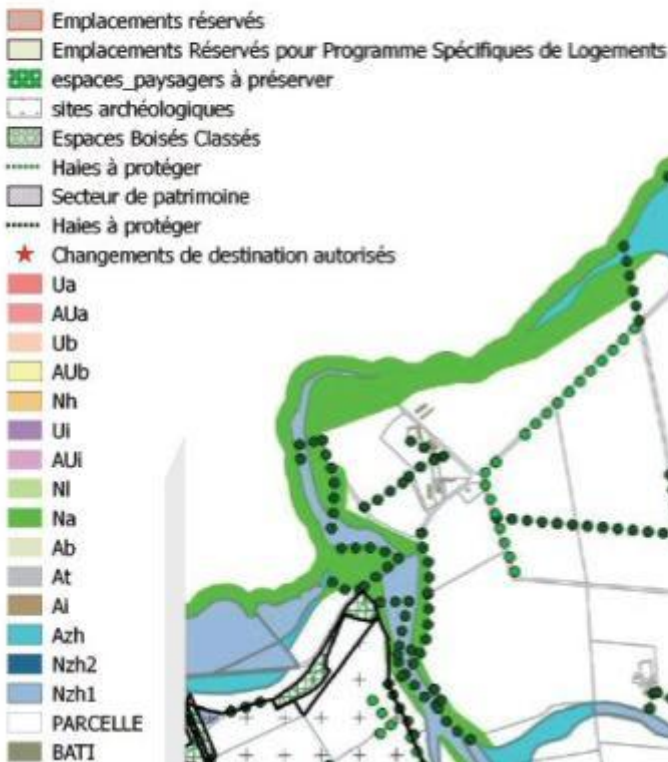 Emplacements réservés
Emplacements Réservés pour Programme Spécifiques de Logements
espaces_paysagers à préserver
sites archéologiques
Espaces Boisés Classés
Haies à protéger
Secteur de patrimoine
Haies à protéger
Changements de destination autorisés
Ua
AUa
Ub
AUb
Nh
Ui
AUi
Nl
Na
Ab
At
Ai
Azh
Nzh2
Nzh1
PARCELLE
BATI